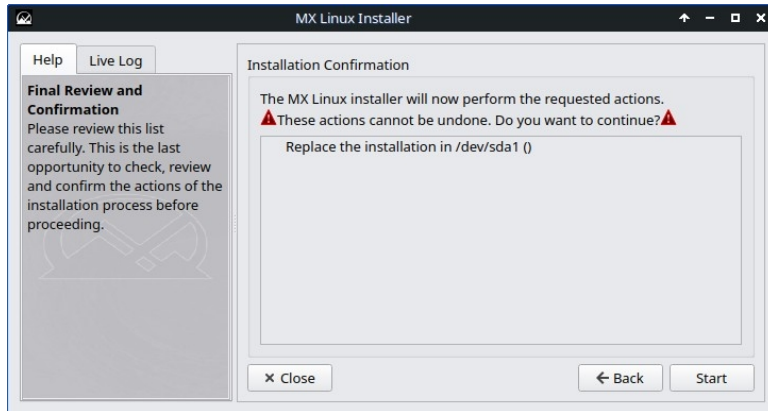 MX Linux Installer
Help
Live Log
Final Review and
Confirmation
Please review this list
carefully. This is the last
opportunity to check, review
and confirm the actions of the
installation process before
proceeding.
Installation Confirmation
The MX Linux installer will now perform the requested actions.
These actions cannot be undone. Do you want to continue?
Replace the installation in /dev/sda1 ()
Close
Back
Start